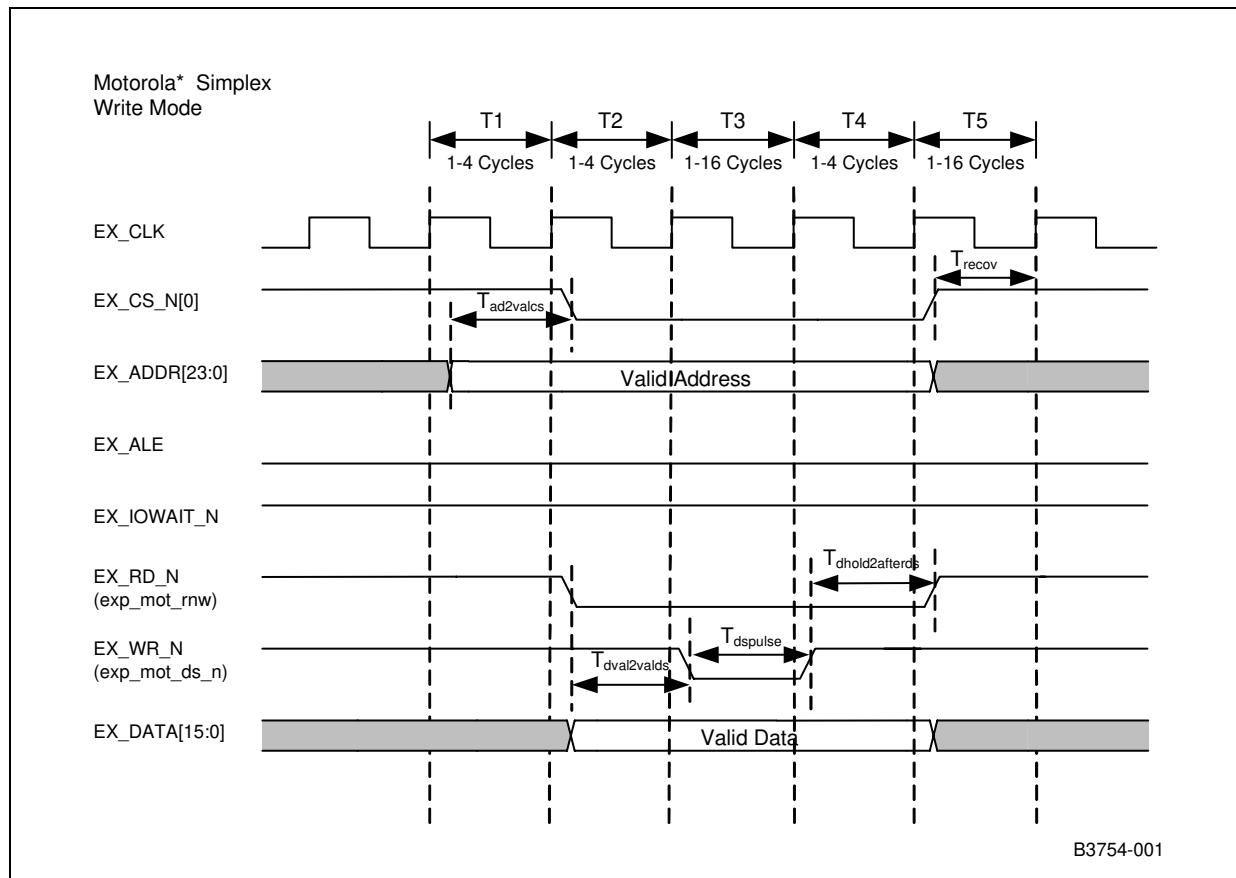 Motorola* Simplex
Write Mode
T1 T2 T3 T4 T5
1-4 Cycles 1-4 Cycles 1-16 Cycles 1-4 Cycles 1-16 Cycles
EX_CLK
Trecov
EX_CS_N[0]
Tad2valcs
EX_ADDR[23:0]
Valid Address
EX_ALE
EX_IOWAIT_N
Tdhold2afterds
EX_RD_N
(exp_mot_rnw)
EX_WR_N
Tdspulse
Tdval2valds
(exp_mot_ds_n)
EX_DATA[15:0]
Valid Data
B3754-001